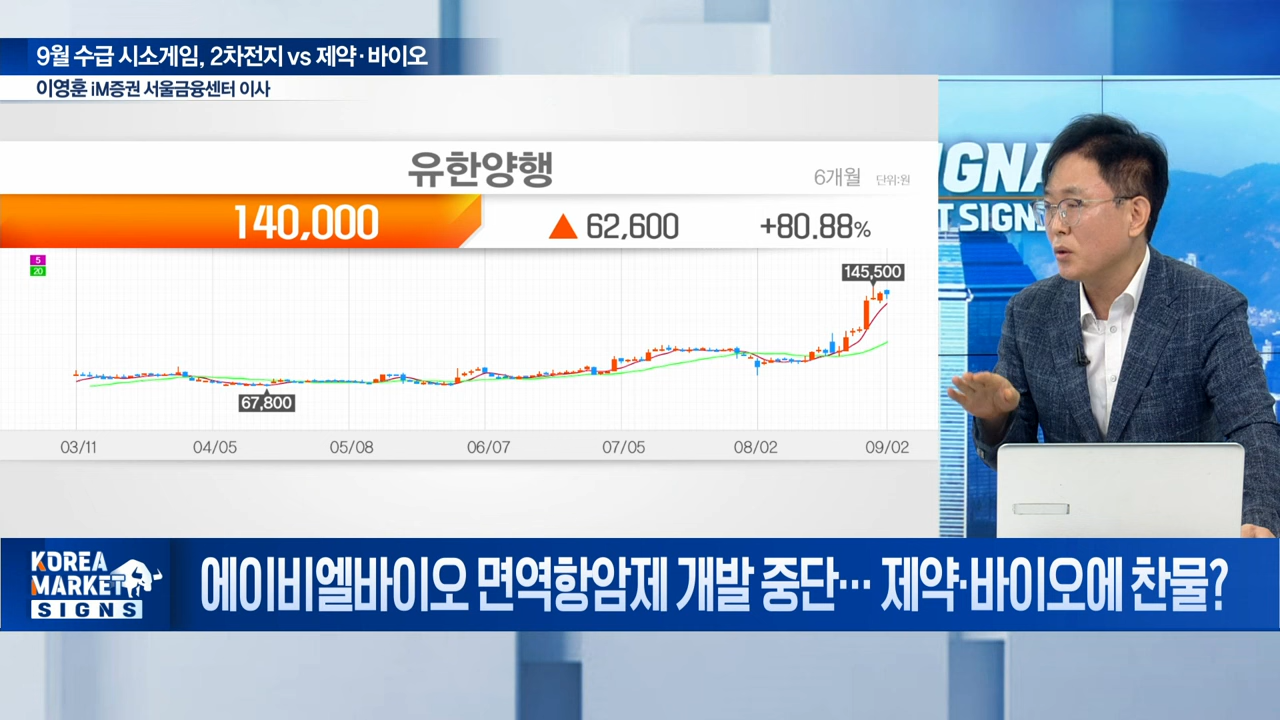 9월 수급 시소게임, 2차전지 vs 제약·바이오
이영훈 iM증권 서울금융센터 이사
유한양행
6개월 단위:원
140,000 ▲ 62,600 +80.88%
5
20
145,500
67,800
03/11 04/05 05/08 06/07 07/05 08/02 09/02
IGNA
T SIGN
KOREA
MARKET
SIGNS
에이비엘바이오 면역항암제 개발 중단… 제약·바이오에 찬물?